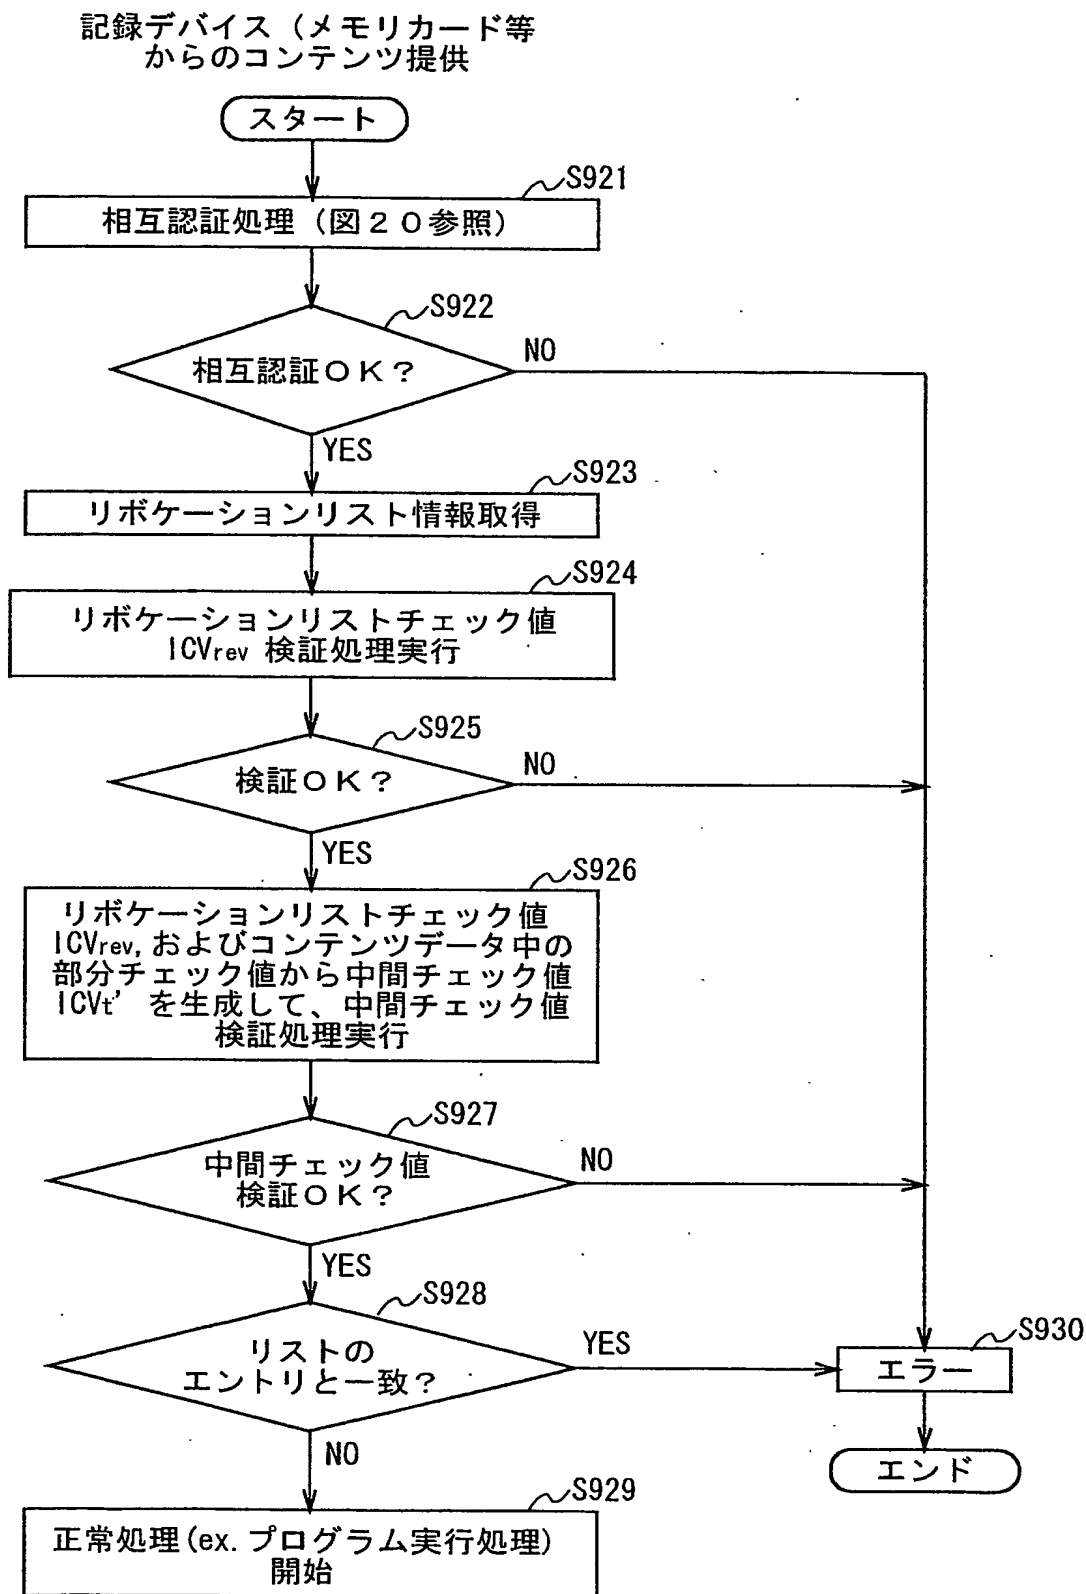 記録デバイス（メモリカード等
からのコンテンツ提供
スタート
S921
相互認証処理（図２０参照）
S922
相互認証ＯＫ？
NO
YES
S923
リボケーションリスト情報取得
S924
リボケーションリストチェック値
ICVrev 検証処理実行
S925
検証ＯＫ？
NO
YES
S926
リボケーションリストチェック値
ICVrev,およびコンテンツデータ中の
部分チェック値から中間チェック値
ICVt’ を生成して、中間チェック値
検証処理実行
S927
中間チェック値
検証ＯＫ？
NO
YES
S928
リストの
エントリと一致？
YES
S930
エラー
NO
エンド
S929
正常処理(ex.プログラム実行処理)
開始